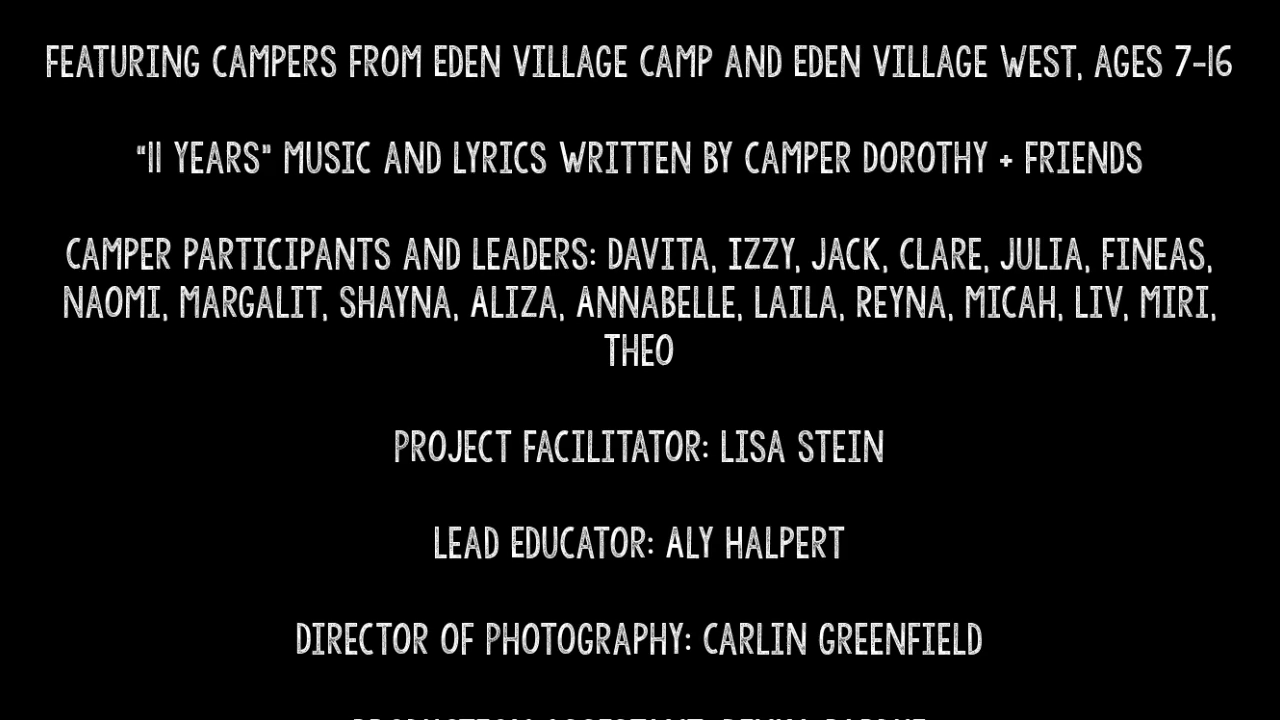 FEATURING CAMPERS FROM EDEN VILLAGE CAMP AND EDEN VILLAGE WEST, AGES 7-16
"11 YEARS" MUSIC AND LYRICS WRITTEN BY CAMPER DOROTHY + FRIENDS
CAMPER PARTICIPANTS AND LEADERS: DAVITA, IZZY, JACK, CLARE, JULIA, FINEAS,
NAOMI, MARGALIT, SHAYNA, ALIZA, ANNABELLE, LAILA, REYNA, MICAH, LIV, MIRI,
THEO
PROJECT FACILITATOR: LISA STEIN
LEAD EDUCATOR: ALY HALPERT
DIRECTOR OF PHOTOGRAPHY: CARLIN GREENFIELD